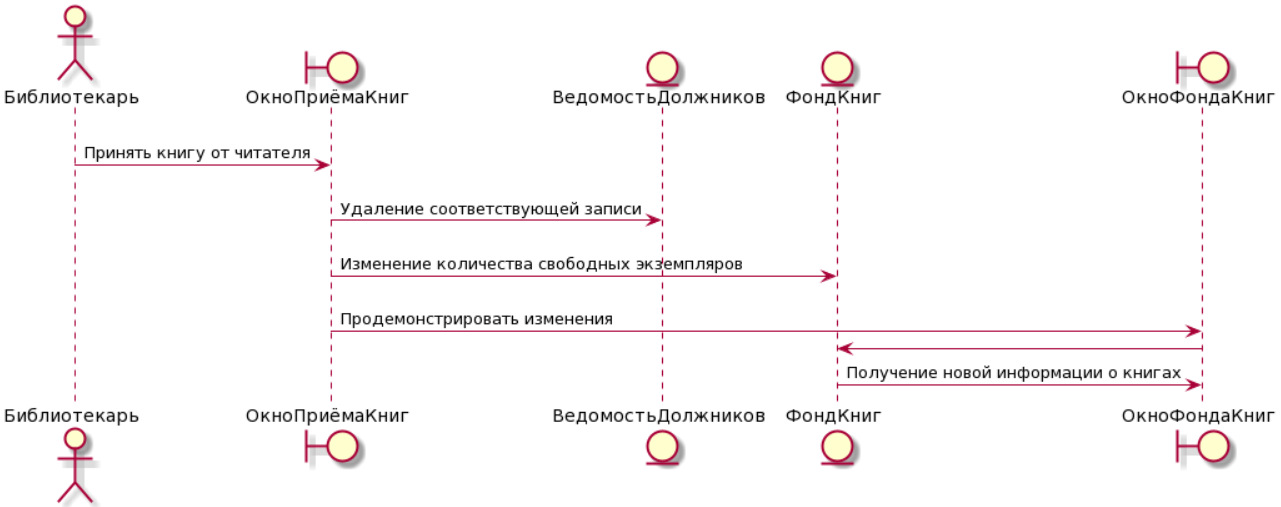 Библиотекарь
ОкноПриёмаКниг
ВедомостьДолжников
ФондКниг
ОкноФондаКниг
Принять книгу от читателя
Удаление соответствующей записи
Изменение количества свободных экземпляров
Продемонстрировать изменения
Получение новой информации о книгах
Библиотекарь
ОкноПриёмаКниг
ВедомостьДолжников
ФондКниг
ОкноФондаКниг